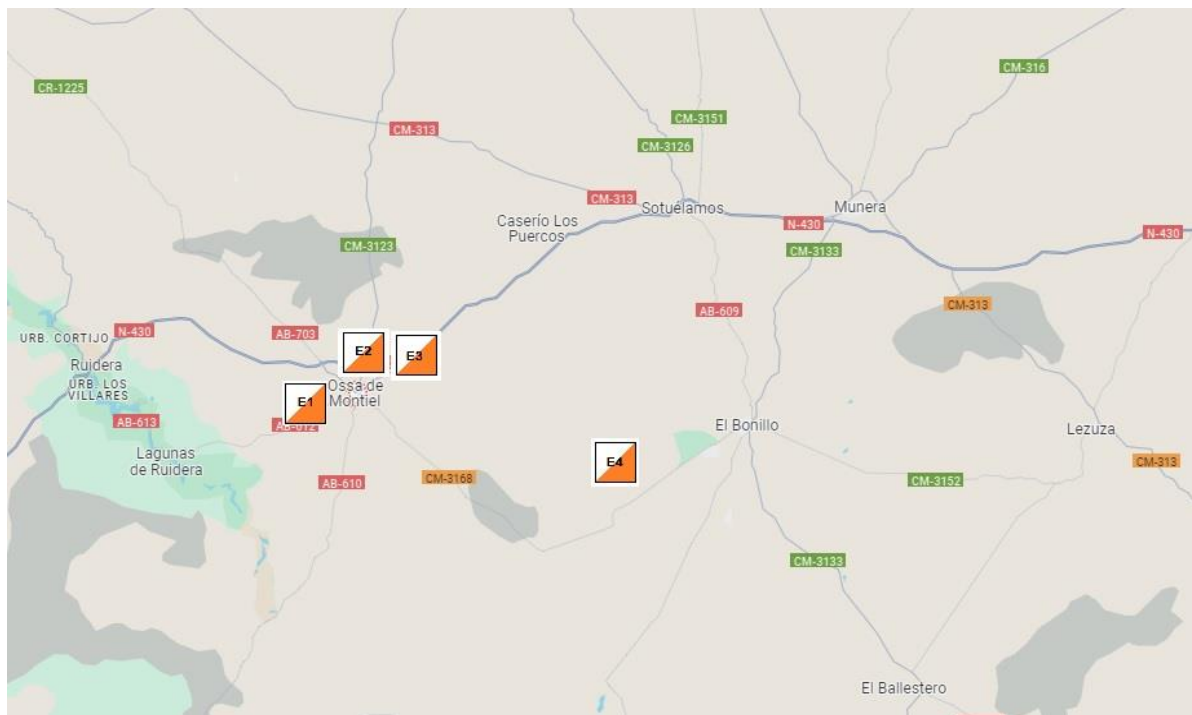 CM-316
CR-1225
CM-3151
CM-313
CM-3126
CM-313
Sotuélamos
Munera
Caserío Los
Puercos
N-430
N-430
CM-3123
CM-3133
CM-313
AB-609
N-430
AB-703
URB. CORTIJO
E2
E3
Ruidera
URB. LOS
VILLARES
Ossa de
Montiel
E1
AB-613
AB-612
El Bonillo
Lezuza
Lagunas
de Ruidera
E4
CM-313
CM-3168
AB-610
CM-3152
CM-3133
El Ballestero